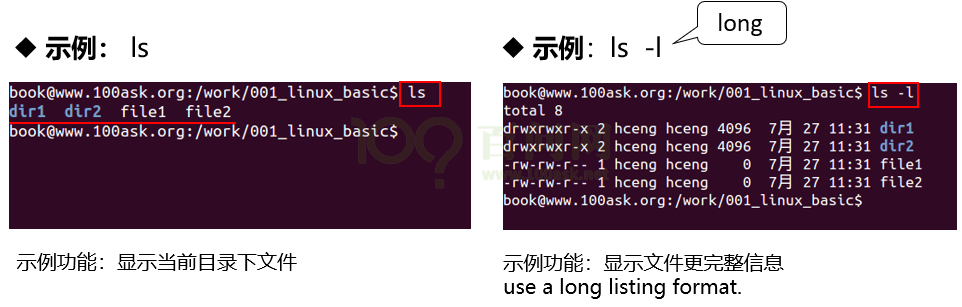 ◆ 示例： ls
book@www.100ask.org:/work/001_linux_basic$ ls
dir1  dir2  file1  file2
book@www.100ask.org:/work/001_linux_basic$
示例功能：显示当前目录下文件
long
◆ 示例：ls -l
book@www.100ask.org:/work/001_linux_basic$ ls -l
total 8
drwxrwxr-x 2 hceng hceng 4096  7月 27 11:31 dir1
drwxrwxr-x 2 hceng hceng 4096  7月 27 11:31 dir2
-rw-rw-r-- 1 hceng hceng    0  7月 27 11:31 file1
-rw-rw-r-- 1 hceng hceng    0  7月 27 11:31 file2
book@www.100ask.org:/work/001_linux_basic$
示例功能：显示文件更完整信息
use a long listing format.
百问网
www.100ask.net